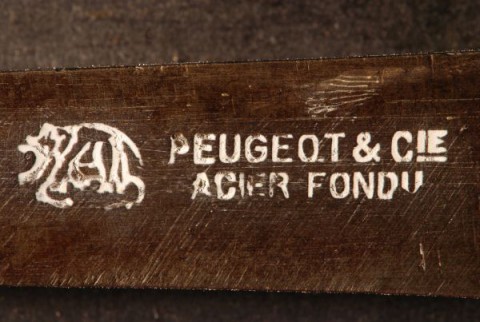 PEUGEOT & CIE
ACIER FONDU